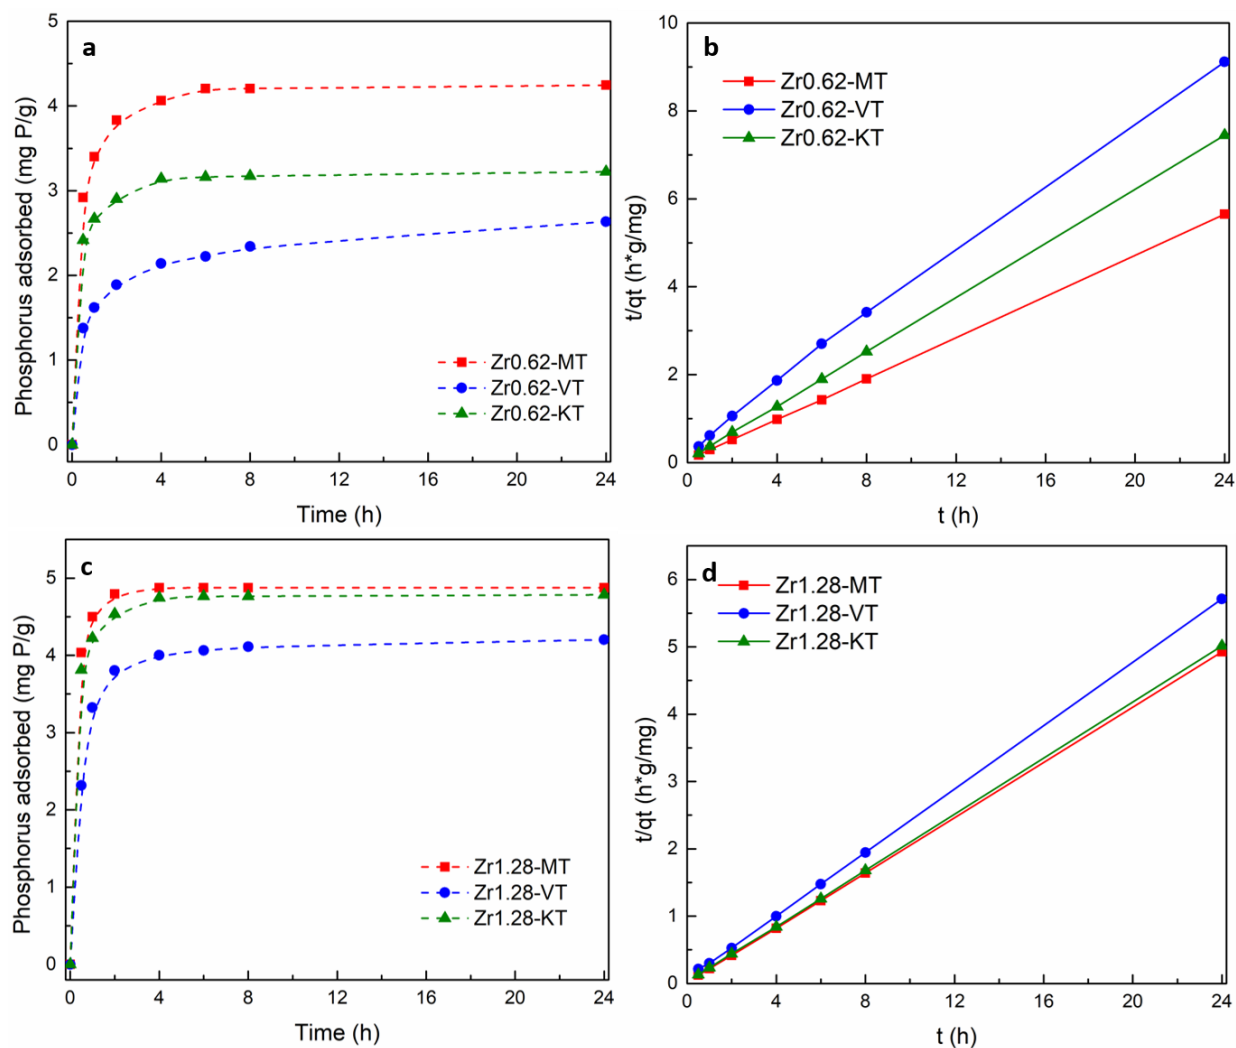 a
Phosphorus adsorbed (mg P/g)
5
4
3
2
1
0
Zr0.62-MT
Zr0.62-VT
Zr0.62-KT
0 4 8 12 16 20 24
Time (h)
b
t/qt (h*g/mg)
10
8
6
4
2
0
Zr0.62-MT
Zr0.62-VT
Zr0.62-KT
0 4 8 12 16 20 24
t (h)
c
Phosphorus adsorbed (mg P/g)
5
4
3
2
1
0
Zr1.28-MT
Zr1.28-VT
Zr1.28-KT
0 4 8 12 16 20 24
Time (h)
d
t/qt (h*g/mg)
6
5
4
3
2
1
0
Zr1.28-MT
Zr1.28-VT
Zr1.28-KT
0 4 8 12 16 20 24
t (h)